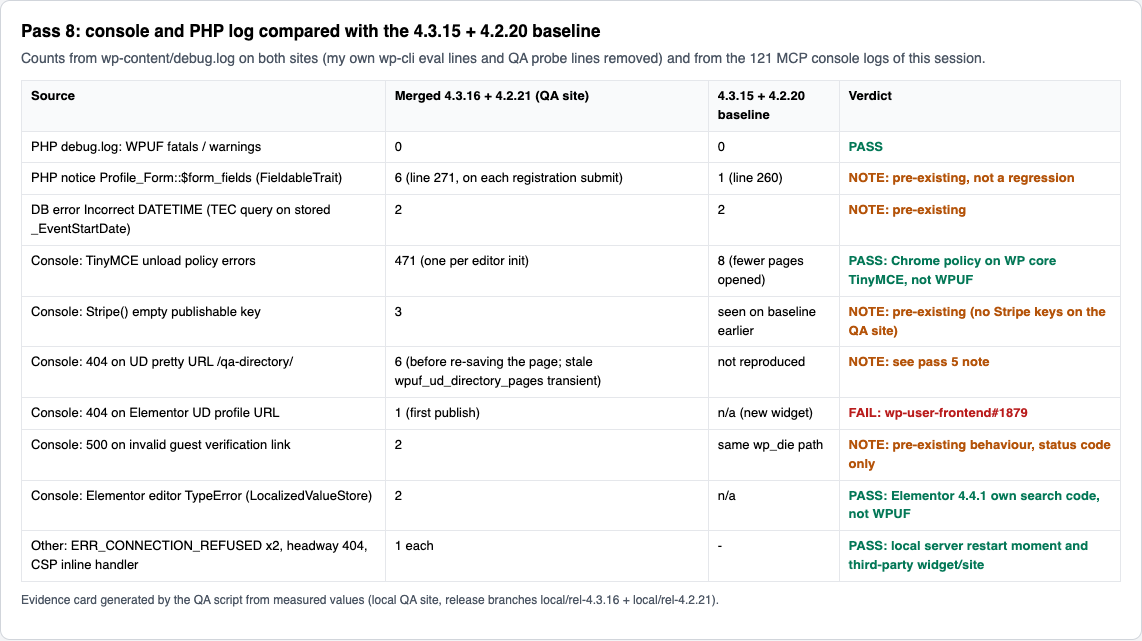 Pass 8: console and PHP log compared with the 4.3.15 + 4.2.20 baseline
Counts from wp-content/debug.log on both sites (my own wp-cli eval lines and QA probe lines removed) and from the 121 MCP console logs of this session.
Source
Merged 4.3.16 + 4.2.21 (QA site)
4.3.15 + 4.2.20
baseline
Verdict
PHP debug.log: WPUF fatals / warnings
0
0
PASS
PHP notice Profile_Form::$form_fields (FieldableTrait)
6 (line 271, on each registration submit)
1 (line 260)
NOTE: pre-existing, not a regression
DB error Incorrect DATETIME (TEC query on stored
_EventStartDate)
2
2
NOTE: pre-existing
Console: TinyMCE unload policy errors
471 (one per editor init)
8 (fewer pages
opened)
PASS: Chrome policy on WP core
TinyMCE, not WPUF
Console: Stripe() empty publishable key
3
seen on baseline
earlier
NOTE: pre-existing (no Stripe keys on the
QA site)
Console: 404 on UD pretty URL /qa-directory/
6 (before re-saving the page; stale
wpuf_ud_directory_pages transient)
not reproduced
NOTE: see pass 5 note
Console: 404 on Elementor UD profile URL
1 (first publish)
n/a (new widget)
FAIL: wp-user-frontend#1879
Console: 500 on invalid guest verification link
2
same wp_die path
NOTE: pre-existing behaviour, status code
only
Console: Elementor editor TypeError (LocalizedValueStore)
2
n/a
PASS: Elementor 4.4.1 own search code,
not WPUF
Other: ERR_CONNECTION_REFUSED x2, headway 404,
CSP inline handler
1 each
-
PASS: local server restart moment and
third-party widget/site
Evidence card generated by the QA script from measured values (local QA site, release branches local/rel-4.3.16 + local/rel-4.2.21).